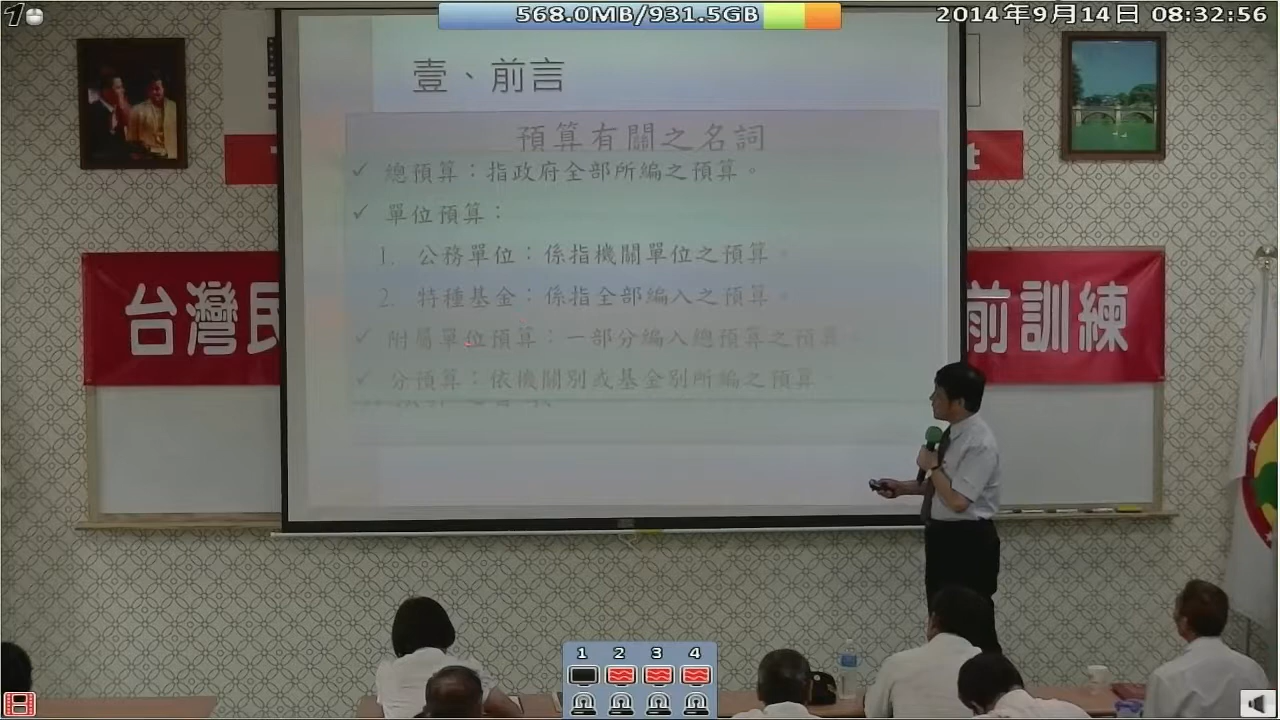 568.0MB/931.5GB
2014年9月14日 08:32:56
壹、前言
預算有關之名詞
✓ 總預算：指政府全部所編之預算。
✓ 單位預算：
1. 公務單位：係指機關單位之預算。
2. 特種基金：係指全部編入之預算。
✓ 附屬單位預算：一部分編入總預算之預算。
✓ 分預算：依機關別或基金別所編之預算
台灣民
前訓練
t
1 2 3 4